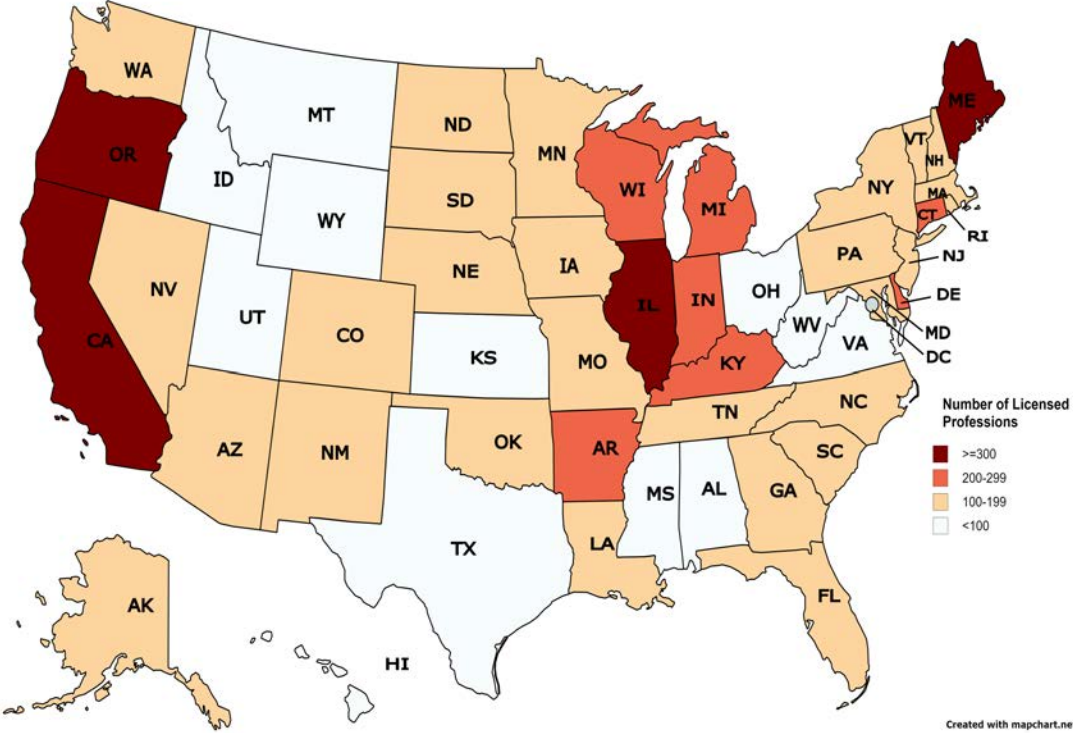 WA
MT
ND
MN
OR
ID
WY
SD
WI
MI
NY
VT
NH
ME
MA
CT
RI
NJ
PA
DE
MD
DC
NV
UT
CO
NE
IA
IL
IN
OH
WV
VA
KS
MO
KY
CA
AZ
NM
OK
AR
TN
NC
SC
MS
AL
GA
TX
LA
FL
AK
HI
Number of Licensed
Professions
>=300
200-299
100-199
<100
Created with mapchart.ne